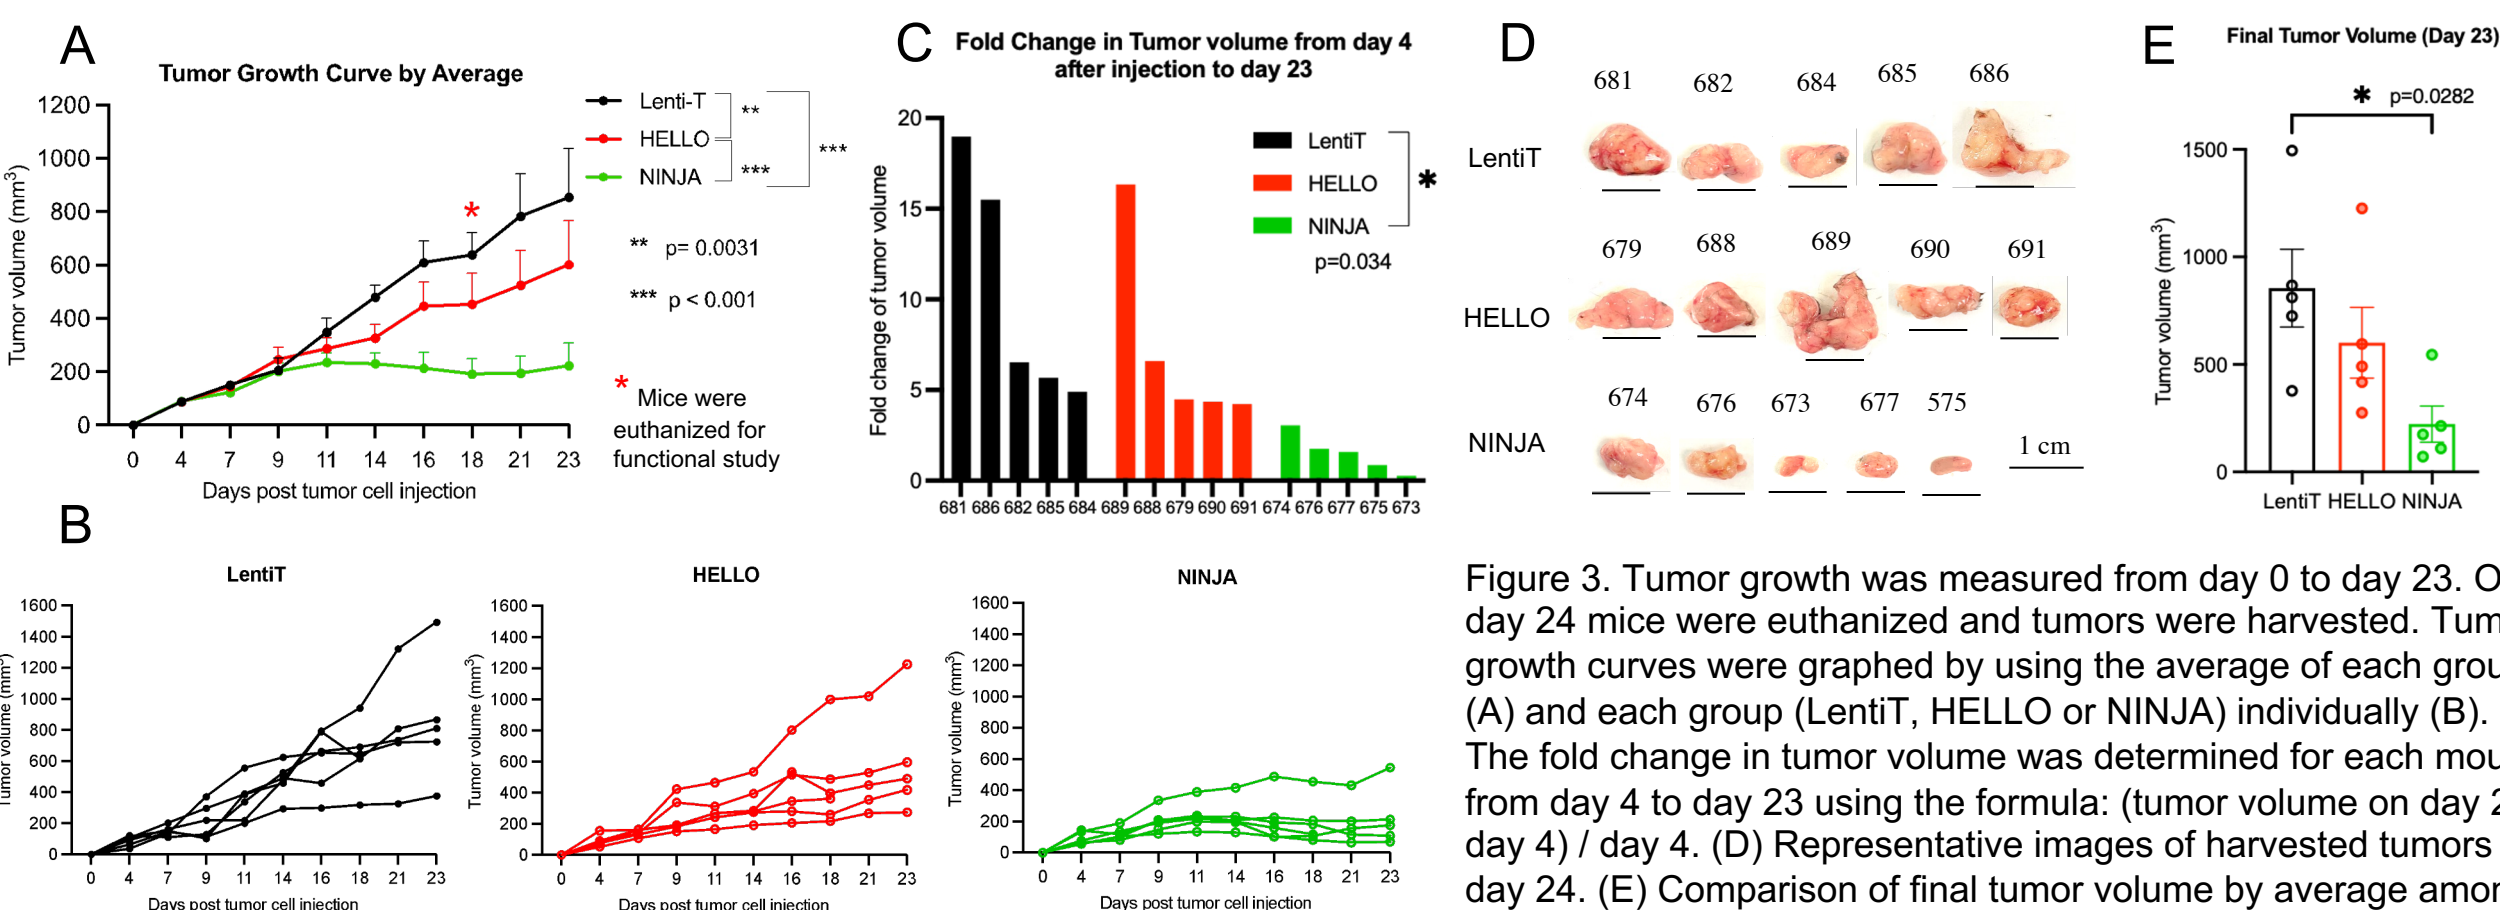 A
Tumor Growth Curve by Average
1200
1000
800
600
400
200
0
Tumor volume (mm³)
0 4 7 9 11 14 16 18 21 23
Days post tumor cell injection
*
Lenti-T
HELLO
NINJA
**
***
***
** p= 0.0031
*** p < 0.001
*
Mice were
euthanized for
functional study
B
LentiT
1600
1400
1200
1000
800
600
400
200
0
Tumor volume (mm³)
0 4 7 9 11 14 16 18 21 23
Days post tumor cell injection
HELLO
1600
1400
1200
1000
800
600
400
200
0
Tumor volume (mm³)
0 4 7 9 11 14 16 18 21 23
Days post tumor cell injection
NINJA
1600
1400
1200
1000
800
600
400
200
0
Tumor volume (mm³)
0 4 7 9 11 14 16 18 21 23
Days post tumor cell injection
C
Fold Change in Tumor volume from day 4
after injection to day 23
20
15
10
5
0
Fold change of tumor volume
LentiT
HELLO
NINJA
*
p=0.034
681 686 682 685 684 689 688 679 690 691 674 676 677 675 673
D
681 682 684 685 686
LentiT
679 688 689 690 691
HELLO
674 676 673 677 575
NINJA
1 cm
E
Final Tumor Volume (Day 23)
* p=0.0282
1500
1000
500
0
Tumor volume (mm³)
LentiT HELLO NINJA
Figure 3. Tumor growth was measured from day 0 to day 23. O
day 24 mice were euthanized and tumors were harvested. Tum
growth curves were graphed by using the average of each grou
(A) and each group (LentiT, HELLO or NINJA) individually (B).
The fold change in tumor volume was determined for each mou
from day 4 to day 23 using the formula: (tumor volume on day 2
day 4) / day 4. (D) Representative images of harvested tumors
day 24. (E) Comparison of final tumor volume by average amon